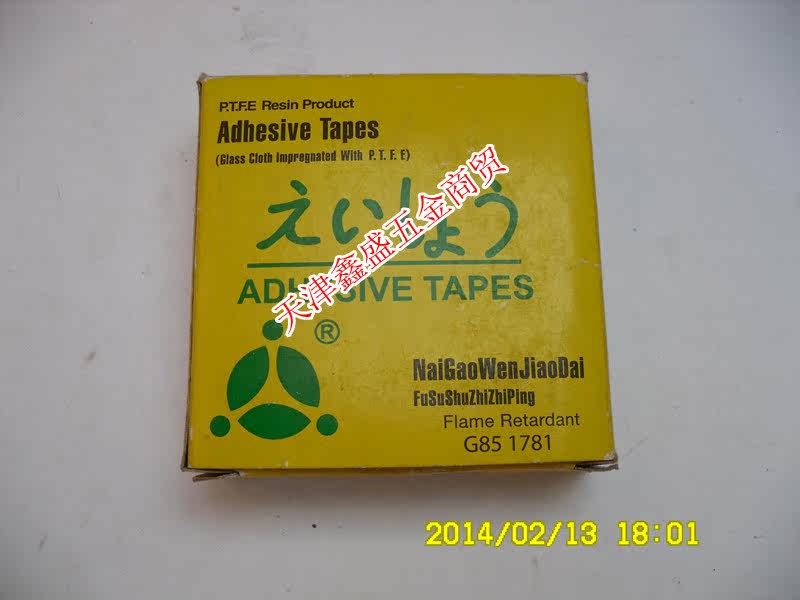 P.T.F.E Resin Product
Adhesive Tapes
(Glass Cloth Impregnated With P. T. F. E)
えいしょう
ADHESIVE TAPES
天津鑫盛五金商贸
®
NaiGaoWenJiaoDai
FuSuShuZhiZhiPing
Flame Retardant
G85 1781
2014/02/13 18:01